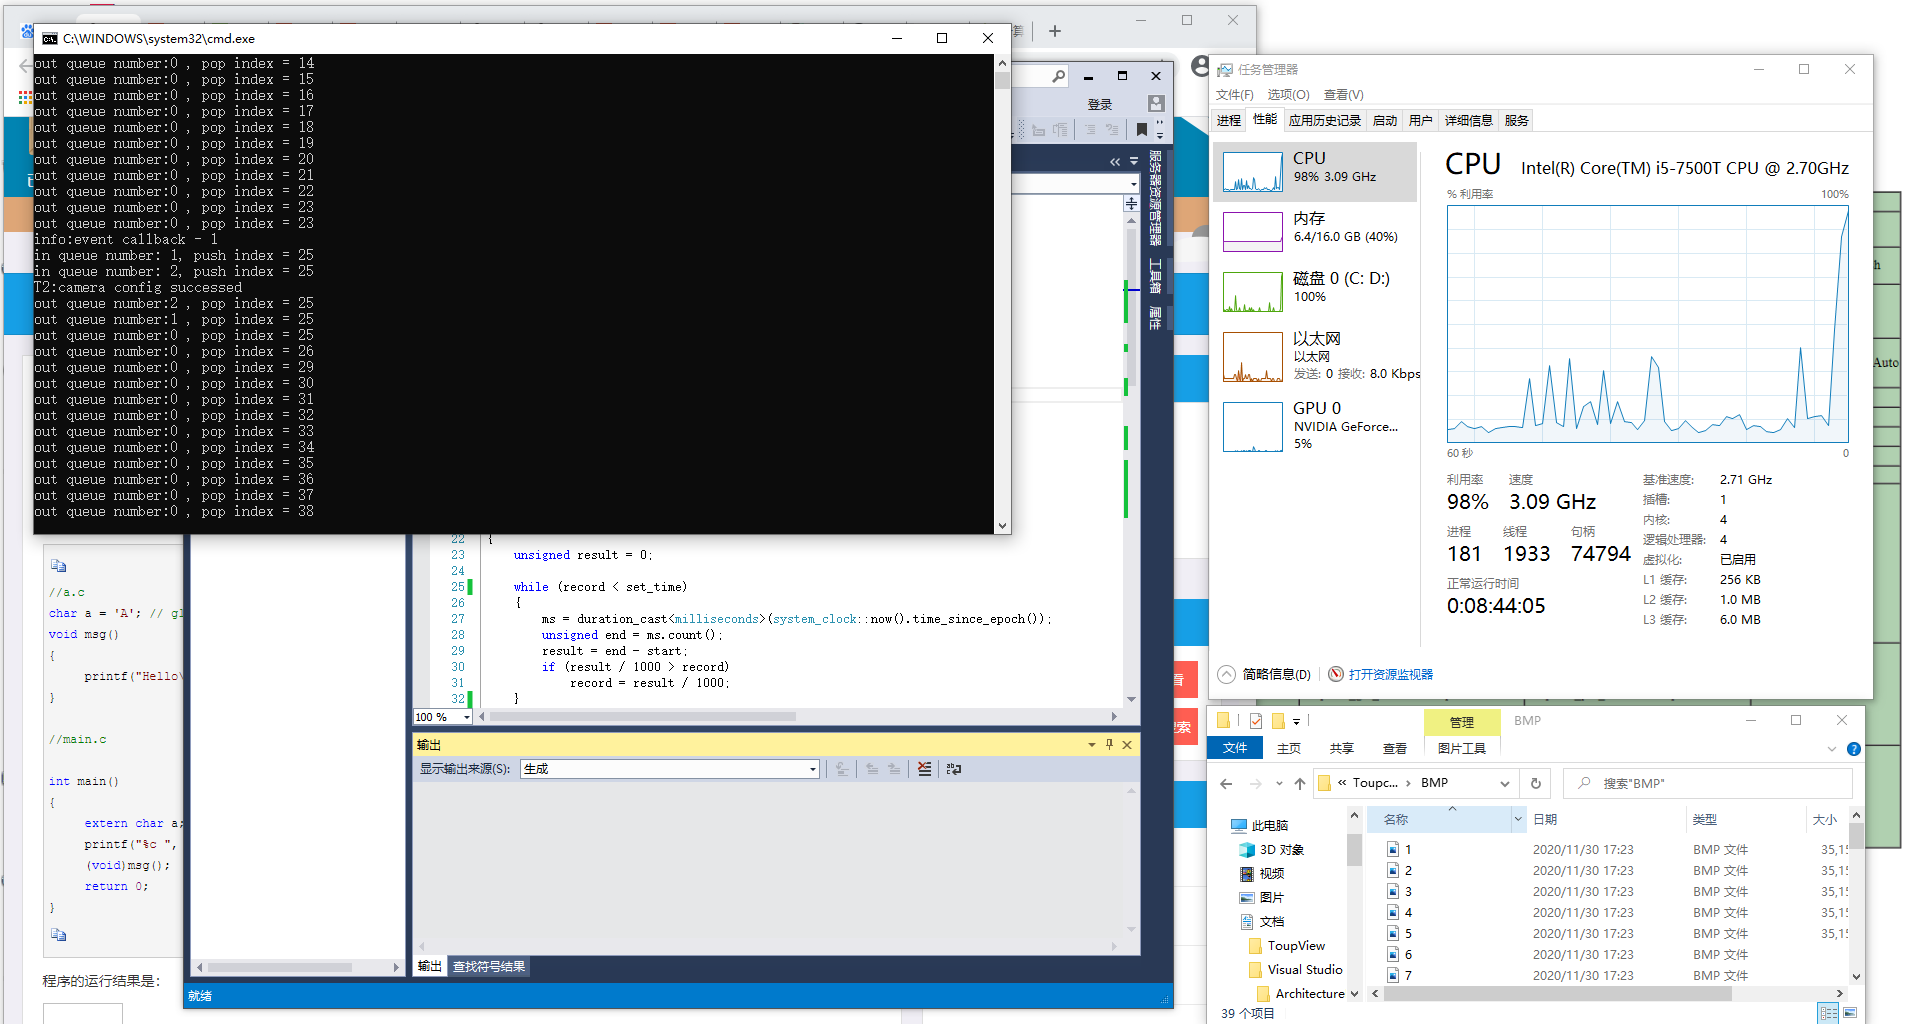 C:\WINDOWS\system32\cmd.exe
out queue number:0 , pop index = 14
out queue number:0 , pop index = 15
out queue number:0 , pop index = 16
out queue number:0 , pop index = 17
out queue number:0 , pop index = 18
out queue number:0 , pop index = 19
out queue number:0 , pop index = 20
out queue number:0 , pop index = 21
out queue number:0 , pop index = 22
out queue number:0 , pop index = 23
out queue number:0 , pop index = 23
info:event callback - 1
in queue number: 1, push index = 25
in queue number: 2, push index = 25
T2:camera config successed
out queue number:2 , pop index = 25
out queue number:1 , pop index = 25
out queue number:0 , pop index = 25
out queue number:0 , pop index = 26
out queue number:0 , pop index = 29
out queue number:0 , pop index = 30
out queue number:0 , pop index = 31
out queue number:0 , pop index = 32
out queue number:0 , pop index = 33
out queue number:0 , pop index = 34
out queue number:0 , pop index = 35
out queue number:0 , pop index = 36
out queue number:0 , pop index = 37
out queue number:0 , pop index = 38
登录
服务器资源管理器
工具箱
属性
22 {
23 unsigned result = 0;
24
25 while (record < set_time)
26 {
27 ms = duration_cast<milliseconds>(system_clock::now().time_since_epoch());
28 unsigned end = ms.count();
29 result = end - start;
30 if (result / 1000 > record)
31 record = result / 1000;
32 }
100 %
输出
显示输出来源(S): 生成
输出 查找符号结果
就绪
//a.c
char a = 'A'; // gl
void msg()
{
printf("Hello\
}
//main.c
int main()
{
extern char a;
printf("%c ",
(void)msg();
return 0;
}
程序的运行结果是:
任务管理器
文件(F) 选项(O) 查看(V)
进程 性能 应用历史记录 启动 用户 详细信息 服务
CPU
98% 3.09 GHz
内存
6.4/16.0 GB (40%)
磁盘 0 (C: D:)
100%
以太网
以太网
发送: 0 接收: 8.0 Kbps
GPU 0
NVIDIA GeForce...
5%
CPU Intel(R) Core(TM) i5-7500T CPU @ 2.70GHz
% 利用率 100%
60 秒 0
利用率 速度
98% 3.09 GHz
进程 线程 句柄
181 1933 74794
正常运行时间
0:08:44:05
基准速度: 2.71 GHz
插槽: 1
内核: 4
逻辑处理器: 4
虚拟化: 已启用
L1 缓存: 256 KB
L2 缓存: 1.0 MB
L3 缓存: 6.0 MB
简略信息(D) 打开资源监视器
Auto
管理 BMP
文件 主页 共享 查看 图片工具
« Toupc... › BMP 搜索"BMP"
此电脑
3D 对象
视频
图片
文档
ToupView
Visual Studio
Architecture
名称 日期 类型 大小
1 2020/11/30 17:23 BMP 文件 35,15
2 2020/11/30 17:23 BMP 文件 35,15
3 2020/11/30 17:23 BMP 文件 35,15
4 2020/11/30 17:23 BMP 文件 35,15
5 2020/11/30 17:23 BMP 文件 35,15
6 2020/11/30 17:23 BMP 文件
7 2020/11/30 17:23 BMP 文件
39 个项目